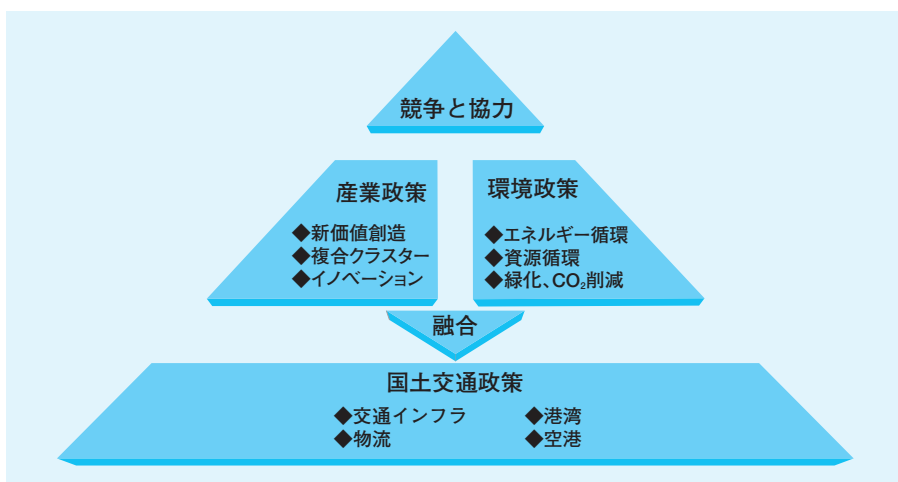 競争と協力
産業政策
◆新価値創造
◆複合クラスター
◆イノベーション
環境政策
◆エネルギー循環
◆資源循環
◆緑化、CO₂削減
融合
国土交通政策
◆交通インフラ
◆物流
◆港湾
◆空港